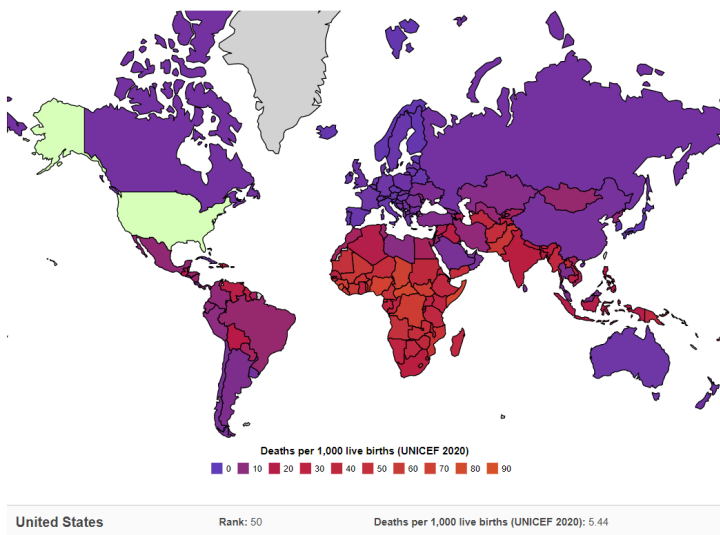 Deaths per 1,000 live births (UNICEF 2020)
0 10 20 30 40 50 60 70 80 90
United States Rank: 50 Deaths per 1,000 live births (UNICEF 2020): 5.44